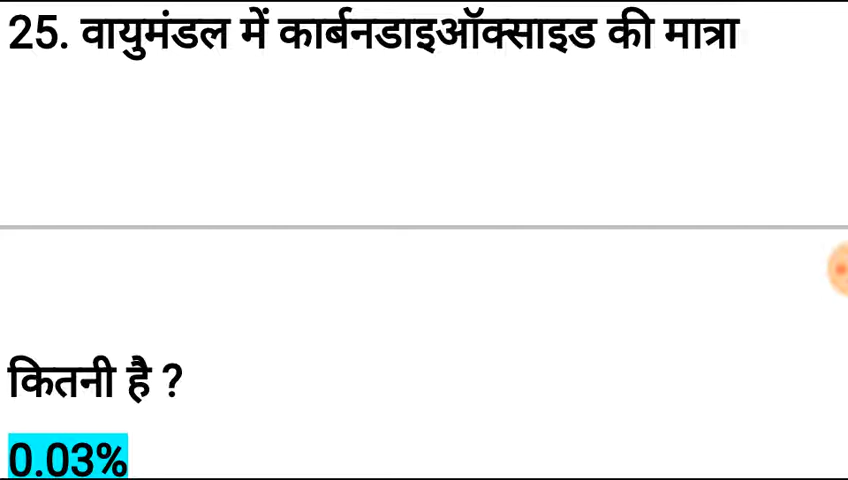 25. वायुमंडल में कार्बनडाइऑक्साइड की मात्रा
कितनी है ?
0.03%